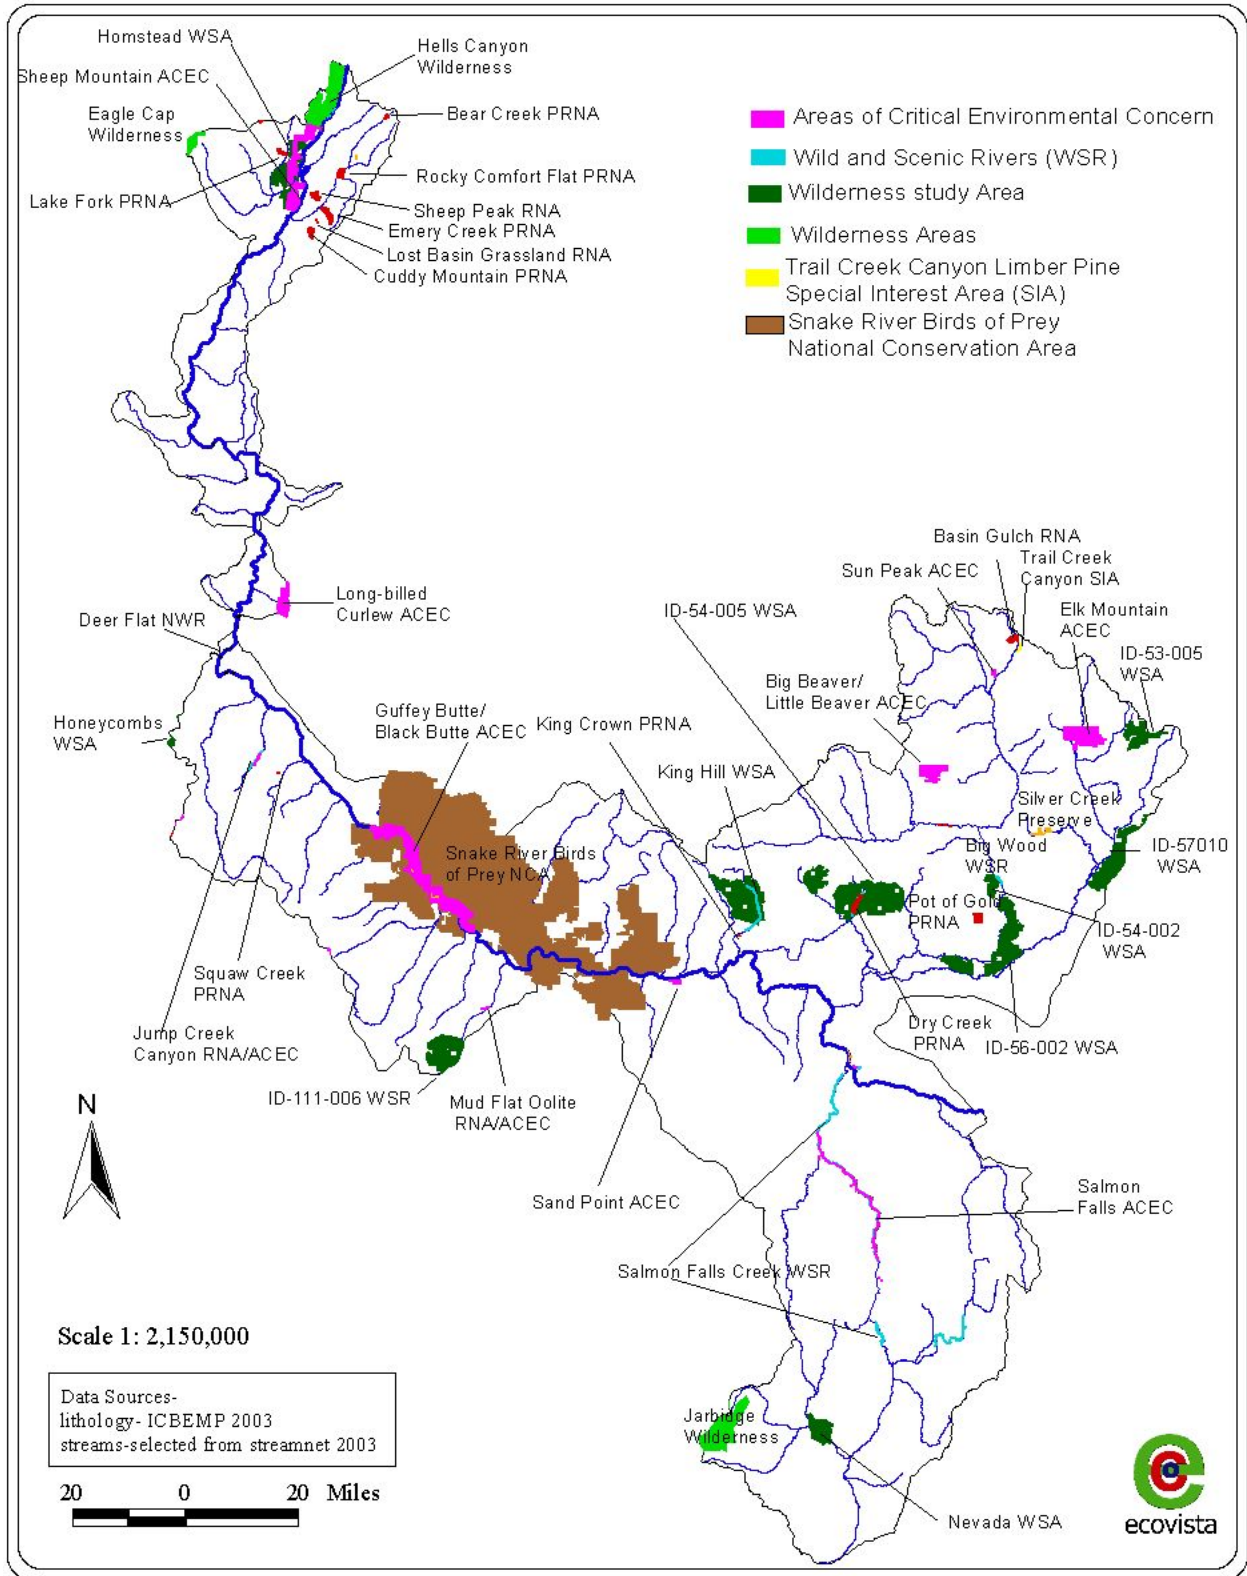 Homstead WSA
Hells Canyon
Wilderness
Sheep Mountain ACEC
Eagle Cap
Wilderness
Bear Creek PRNA
Areas of Critical Environmental Concern
Wild and Scenic Rivers (WSR)
Rocky Comfort Flat PRNA
Wilderness study Area
Lake Fork PRNA
Sheep Peak RNA
Emery Creek PRNA
Wilderness Areas
Lost Basin Grassland RNA
Cuddy Mountain PRNA
Trail Creek Canyon Limber Pine
Special Interest Area (SIA)
Snake River Birds of Prey
National Conservation Area
Basin Gulch RNA
Trail Creek
Canyon SIA
Sun Peak ACEC
Long-billed
Curlew ACEC
ID-54-005 WSA
Elk Mountain
ACEC
Deer Flat NWR
ID-53-005
WSA
Big Beaver/
Little Beaver ACEC
Honeycombs
WSA
Guffey Butte/
Black Butte ACEC
King Crown PRNA
King Hill WSA
Silver Creek
Preserve
Snake River Birds
of Prey NCA
Big Wood
WSR
ID-57010
WSA
Pot of Gold
PRNA
ID-54-002
WSA
Squaw Creek
PRNA
Jump Creek
Canyon RNA/ACEC
Dry Creek
PRNA
ID-56-002 WSA
ID-111-006 WSR
Mud Flat Oolite
RNA/ACEC
N
Sand Point ACEC
Salmon
Falls ACEC
Salmon Falls Creek WSR
Scale 1: 2,150,000
Data Sources-
lithology- ICBEMP 2003
streams-selected from streamnet 2003
Jarbidge
Wilderness
20 0 20 Miles
Nevada WSA
ecovista